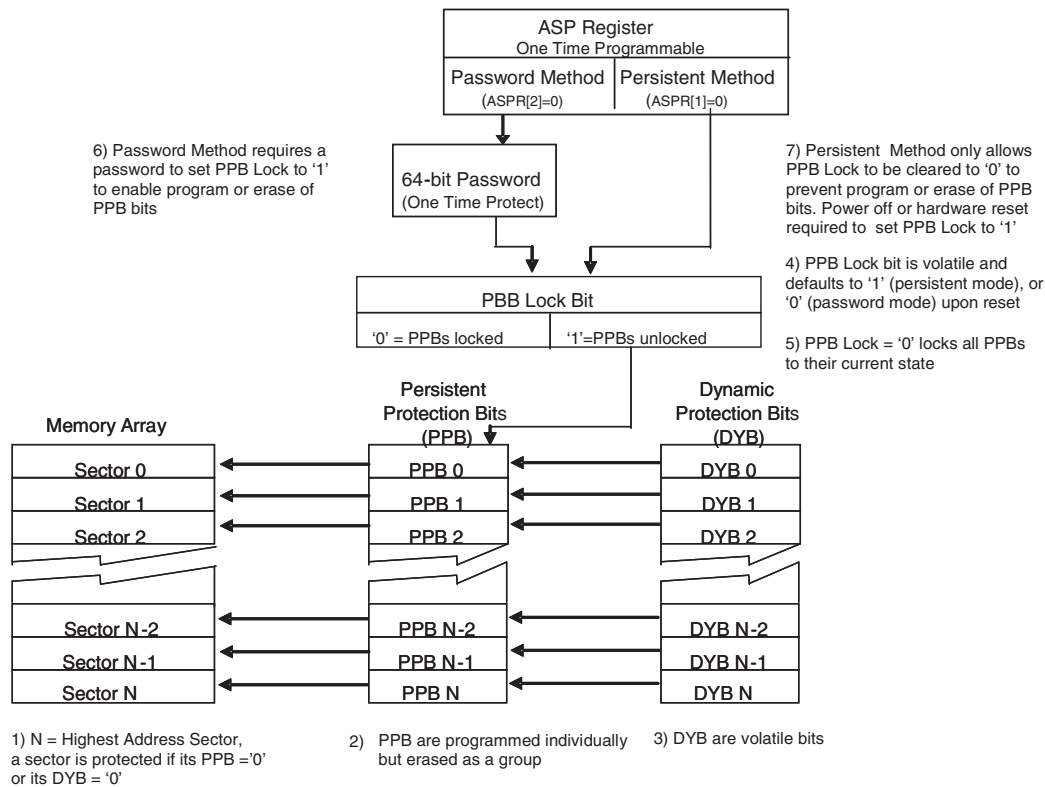 ASP Register
One Time Programmable
Password Method
(ASPR[2]=0)
Persistent Method
(ASPR[1]=0)
6) Password Method requires a
password to set PPB Lock to ‘1’
to enable program or erase of
PPB bits
64-bit Password
(One Time Protect)
7) Persistent Method only allows
PPB Lock to be cleared to ‘0’ to
prevent program or erase of PPB
bits. Power off or hardware reset
required to set PPB Lock to ‘1’
4) PPB Lock bit is volatile and
defaults to ‘1’ (persistent mode), or
‘0’ (password mode) upon reset
5) PPB Lock = ‘0’ locks all PPBs
to their current state
PBB Lock Bit
‘0’ = PPBs locked
‘1’=PPBs unlocked
Memory Array
Persistent
Protection Bits
(PPB)
Dynamic
Protection Bits
(DYB)
Sector 0
PPB 0
DYB 0
Sector 1
PPB 1
DYB 1
Sector 2
PPB 2
DYB 2
Sector N-2
PPB N-2
DYB N-2
Sector N-1
PPB N-1
DYB N-1
Sector N
PPB N
DYB N
1) N = Highest Address Sector,
a sector is protected if its PPB =‘0’
or its DYB = ‘0’
2) PPB are programmed individually
but erased as a group
3) DYB are volatile bits